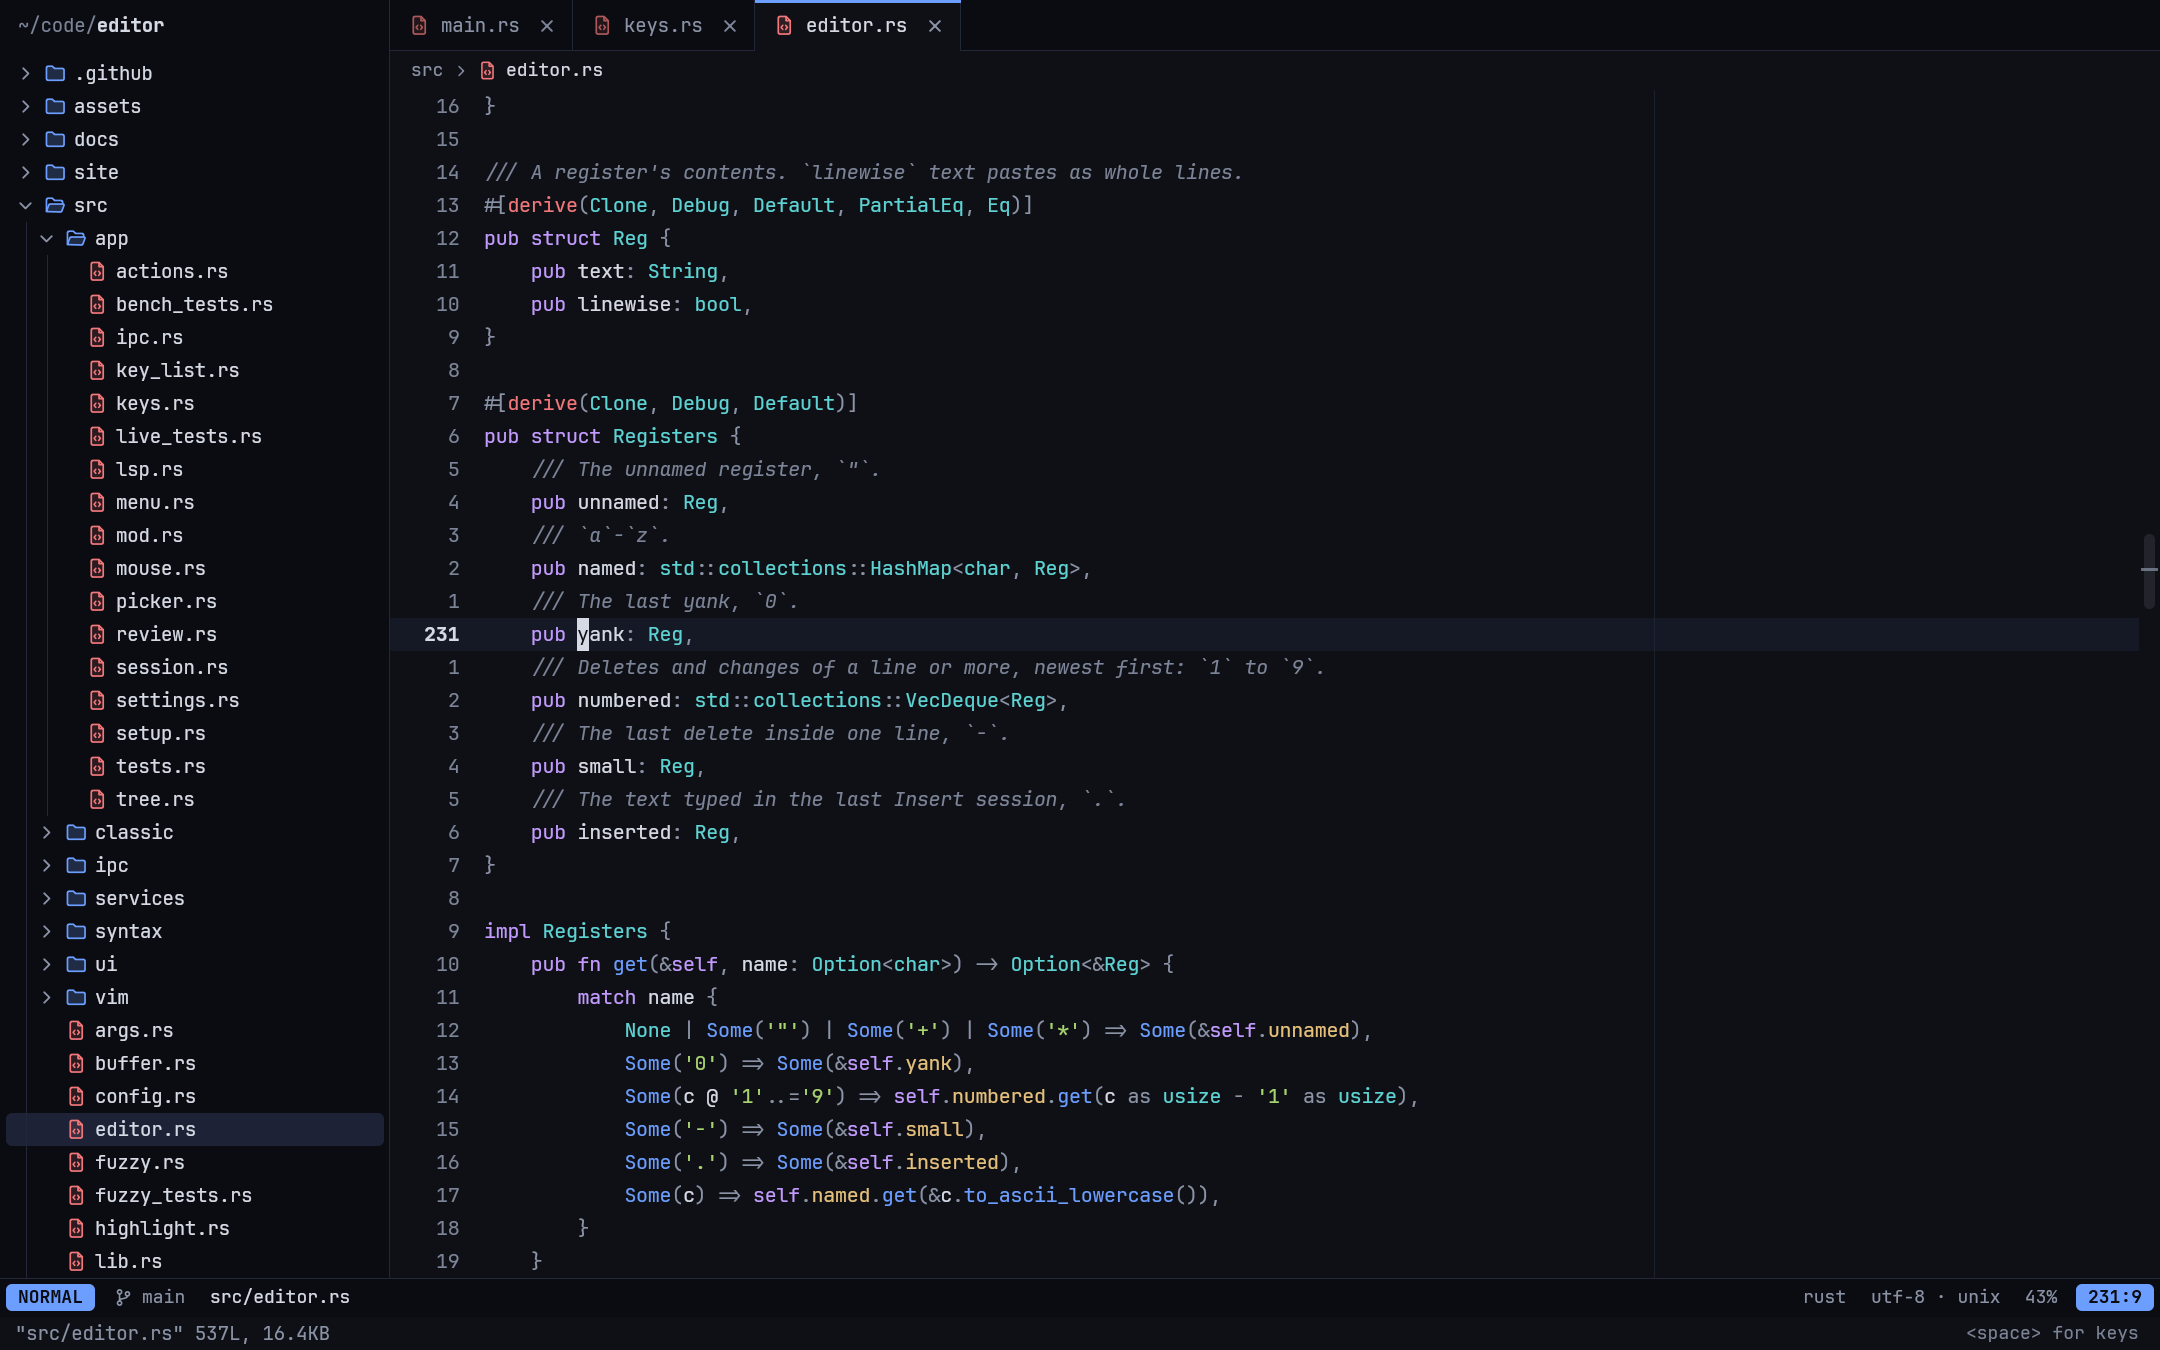 ~/code/editor
.github
assets
docs
site
src
app
actions.rs
bench_tests.rs
ipc.rs
key_list.rs
keys.rs
live_tests.rs
lsp.rs
menu.rs
mod.rs
mouse.rs
picker.rs
review.rs
session.rs
settings.rs
setup.rs
tests.rs
tree.rs
classic
ipc
services
syntax
ui
vim
args.rs
buffer.rs
config.rs
editor.rs
fuzzy.rs
fuzzy_tests.rs
highlight.rs
lib.rs
main.rs × keys.rs × editor.rs ×
src > editor.rs
16 }
15
14 /// A register's contents. `linewise` text pastes as whole lines.
13 #[derive(Clone, Debug, Default, PartialEq, Eq)]
12 pub struct Reg {
11     pub text: String,
10     pub linewise: bool,
9 }
8
7 #[derive(Clone, Debug, Default)]
6 pub struct Registers {
5     /// The unnamed register, `"`.
4     pub unnamed: Reg,
3     /// `a`-`z`.
2     pub named: std::collections::HashMap<char, Reg>,
1     /// The last yank, `0`.
231     pub yank: Reg,
1     /// Deletes and changes of a line or more, newest first: `1` to `9`.
2     pub numbered: std::collections::VecDeque<Reg>,
3     /// The last delete inside one line, `-`.
4     pub small: Reg,
5     /// The text typed in the last Insert session, `.`.
6     pub inserted: Reg,
7 }
8
9 impl Registers {
10     pub fn get(&self, name: Option<char>) -> Option<&Reg> {
11         match name {
12             None | Some('"') | Some('+') | Some('*') => Some(&self.unnamed),
13             Some('0') => Some(&self.yank),
14             Some(c @ '1'..='9') => self.numbered.get(c as usize - '1' as usize),
15             Some('-') => Some(&self.small),
16             Some('.') => Some(&self.inserted),
17             Some(c) => self.named.get(&c.to_ascii_lowercase()),
18         }
19     }
NORMAL main src/editor.rs rust utf-8 · unix 43% 231:9
"src/editor.rs" 537L, 16.4KB <space> for keys